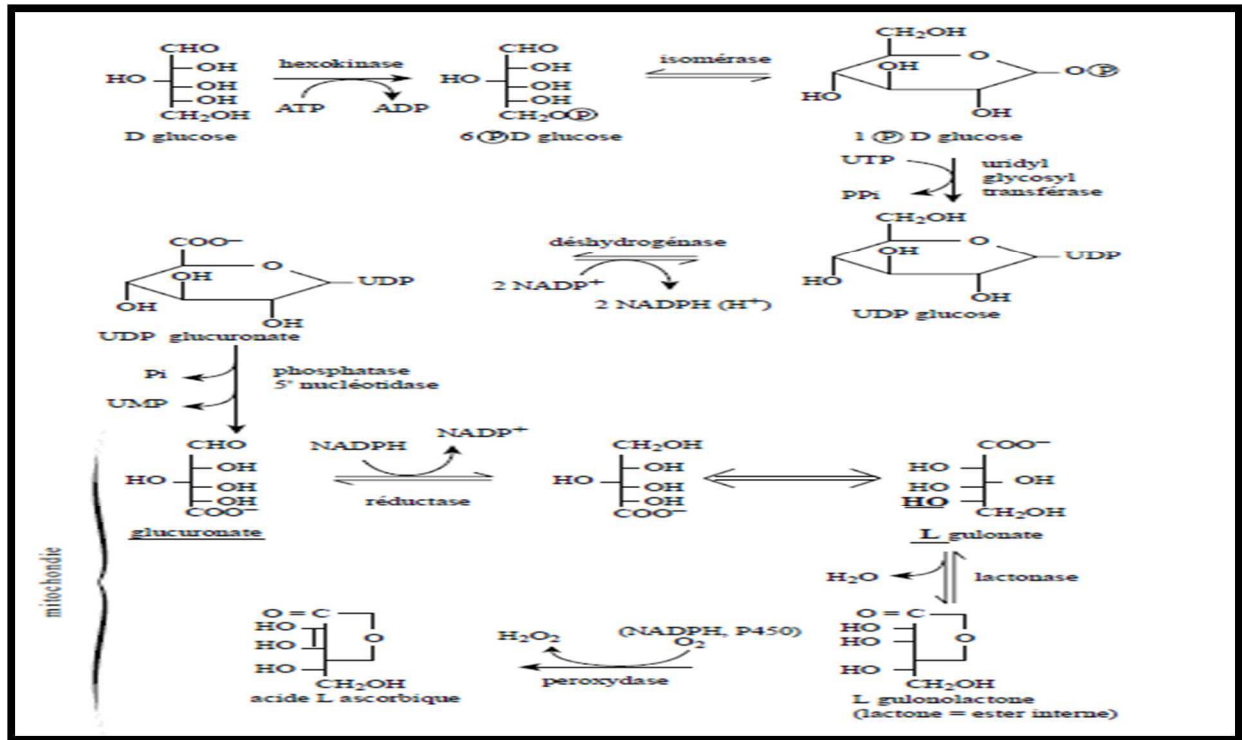 CHO
OH
HO
OH
OH
CH₂OH
D glucose
hexokinase
ATP
ADP
CHO
OH
HO
OH
OH
CH₂OⓅ
6 Ⓟ D glucose
isomérase
CH₂OH
O
OH
HO
OH
O Ⓟ
1 Ⓟ D glucose
UTP
PPi
uridyl
glycosyl
transférase
CH₂OH
O
OH
HO
OH
UDP
UDP glucose
déshydrogénase
2 NADP⁺
2 NADPH (H⁺)
COO⁻
O
OH
OH
OH
UDP
UDP glucuronate
Pi
UMP
phosphatase
5' nucléotidase
mitochondie
CHO
OH
HO
OH
OH
COO⁻
glucuronate
NADPH
NADP⁺
réductase
CH₂OH
OH
HO
OH
OH
COO⁻
COO⁻
HO
OH
HO
HO
CH₂OH
L gulonate
H₂O
lactonase
O = C
HO
HO
O
HO
CH₂OH
L gulonolactone
(lactone = ester interne)
(NADPH, P450)
O₂
H₂O₂
peroxydase
O = C
HO
HO
O
HO
CH₂OH
acide L ascorbique